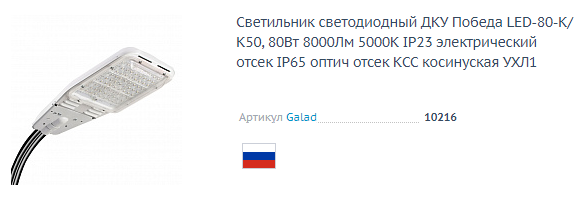 Светильник светодиодный ДКУ Победа LED-80-К/
К50, 80Вт 8000Лм 5000К IP23 электрический
отсек IP65 оптич отсек КСС косинуская УХЛ1
Артикул Galad 10216